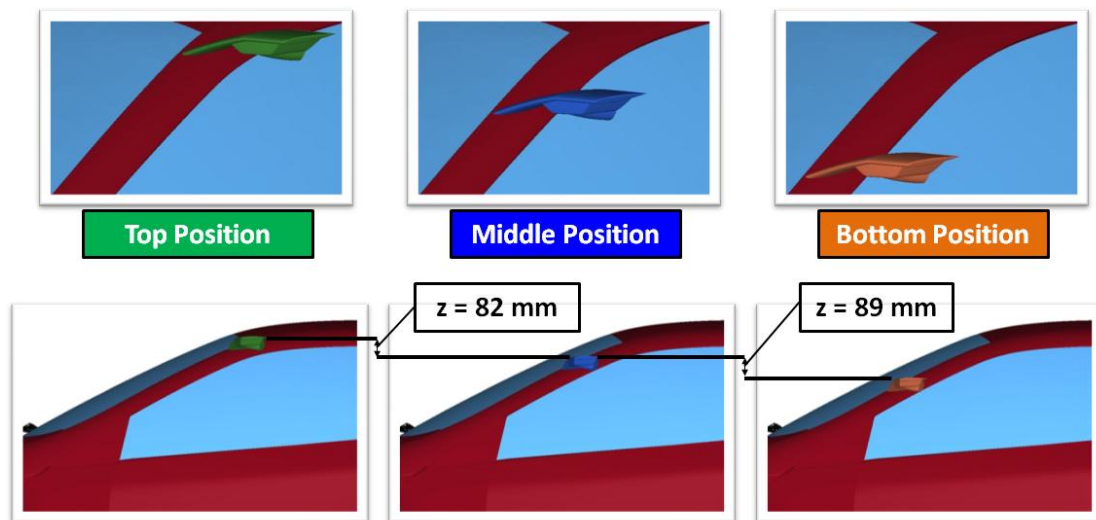 Top Position
Middle Position
Bottom Position
z = 82 mm
z = 89 mm